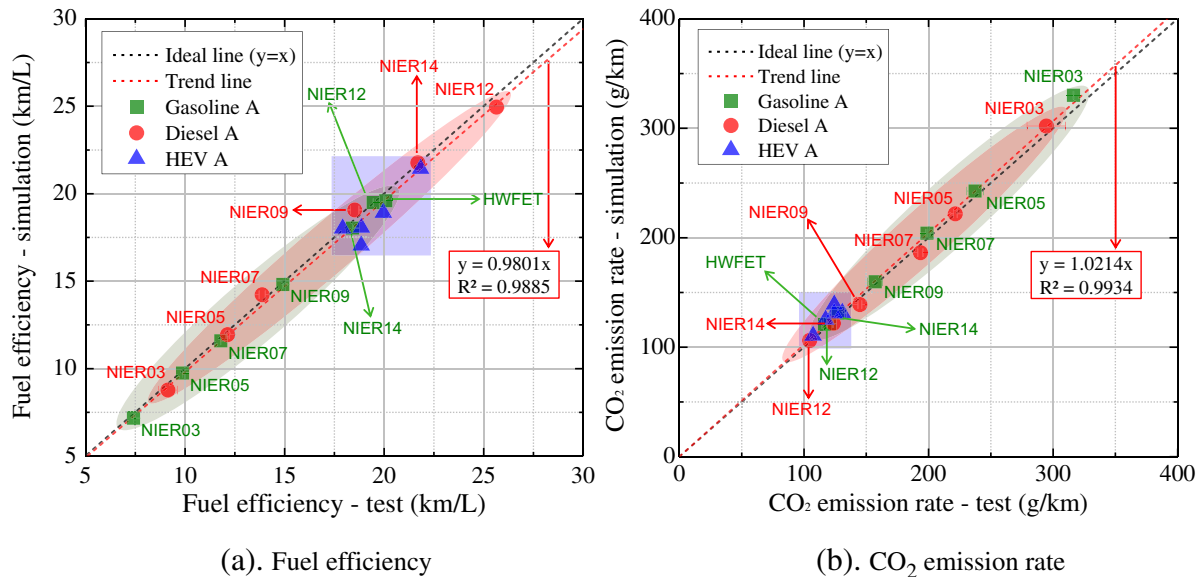 30
25
20
15
10
5
Fuel efficiency - simulation (km/L)
Ideal line (y=x)
Trend line
Gasoline A
Diesel A
HEV A
NIER14
NIER12
NIER12
HWFET
NIER09
y = 0.9801x
R² = 0.9885
NIER07
NIER09
NIER05
NIER14
NIER07
NIER03
NIER05
NIER03
5
10
15
20
25
30
Fuel efficiency - test (km/L)
(a). Fuel efficiency
400
300
200
100
0
CO₂ emission rate - simulation (g/km)
Ideal line (y=x)
Trend line
Gasoline A
Diesel A
HEV A
NIER03
NIER03
NIER09
NIER05
NIER05
NIER07
NIER07
HWFET
NIER09
y = 1.0214x
R² = 0.9934
NIER14
NIER14
NIER12
NIER12
0
100
200
300
400
CO₂ emission rate - test (g/km)
(b). CO₂ emission rate